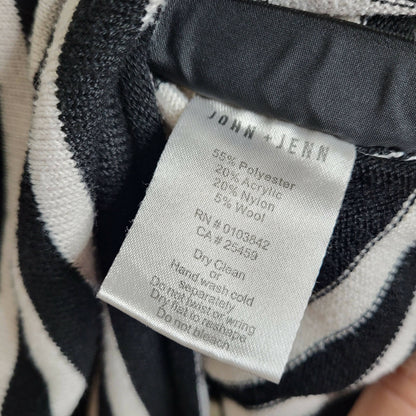 JOHN + JENN
55% Polyester
20% Acrylic
20% Nylon
5% Wool
RN # 0103842
CA # 25459
Dry Clean
or
Hand wash cold
separately
Do not twist or wring
Dry flat to reshape
Do not bleach